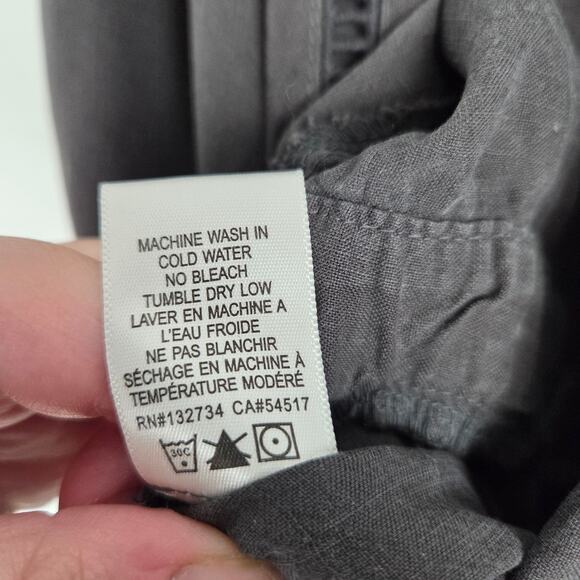 MACHINE WASH IN
COLD WATER
NO BLEACH
TUMBLE DRY LOW
LAVER EN MACHINE A
L'EAU FROIDE
NE PAS BLANCHIR
SÉCHAGE EN MACHINE À
TEMPÉRATURE MODÉRÉ
RN#132734 CA#54517
30C